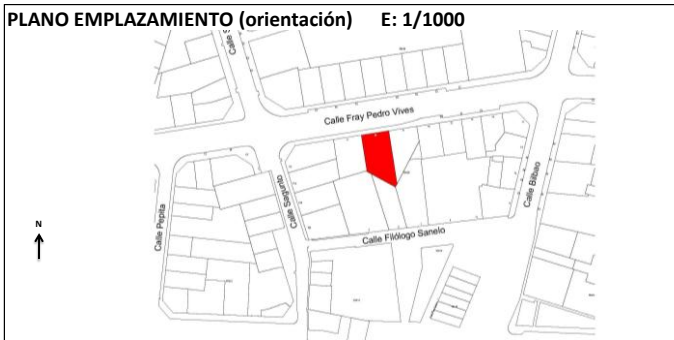 PLANO EMPLAZAMIENTO (orientación) E: 1/1000
Calle Fray Pedro Vives
Calle Sagunto
Calle Bilbao
Calle Pepita
N
Calle Filólogo Sanelo